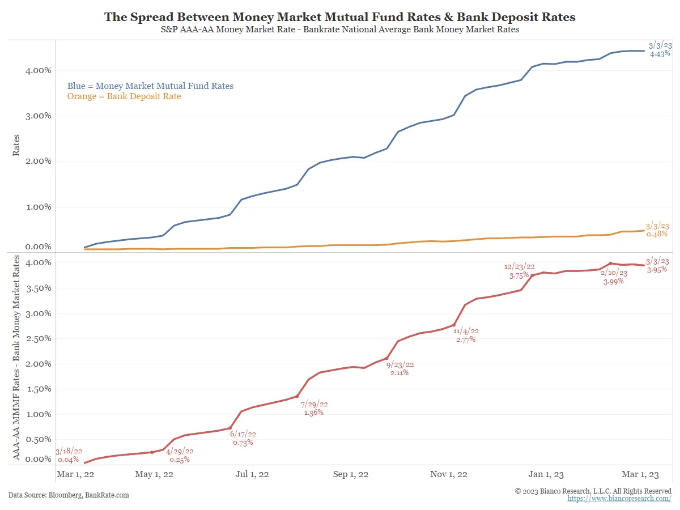 The Spread Between Money Market Mutual Fund Rates & Bank Deposit Rates
S&P AAA-AA Money Market Rate - Bankrate National Average Bank Money Market Rates
Blue = Money Market Mutual Fund Rates
Orange = Bank Deposit Rate
Rates
4.00%
3.00%
2.00%
1.00%
0.00%
3/3/23
4.43%
3/3/23
0.48%
AAA-AA MMMF Rates - Bank Money Market Rates
4.00%
3.50%
3.00%
2.50%
2.00%
1.50%
1.00%
0.50%
0.00%
3/18/22
0.04%
4/29/22
0.25%
6/17/22
0.73%
7/29/22
1.36%
9/23/22
2.11%
11/4/22
2.77%
12/23/22
3.75%
2/10/23
3.99%
3/3/23
3.95%
Mar 1, 22
May 1, 22
Jul 1, 22
Sep 1, 22
Nov 1, 22
Jan 1, 23
Mar 1, 23
Data Source: Bloomberg, BankRate.com
© 2023 Bianco Research, L.L.C. All Rights Reserved
https://www.biancoresearch.com/